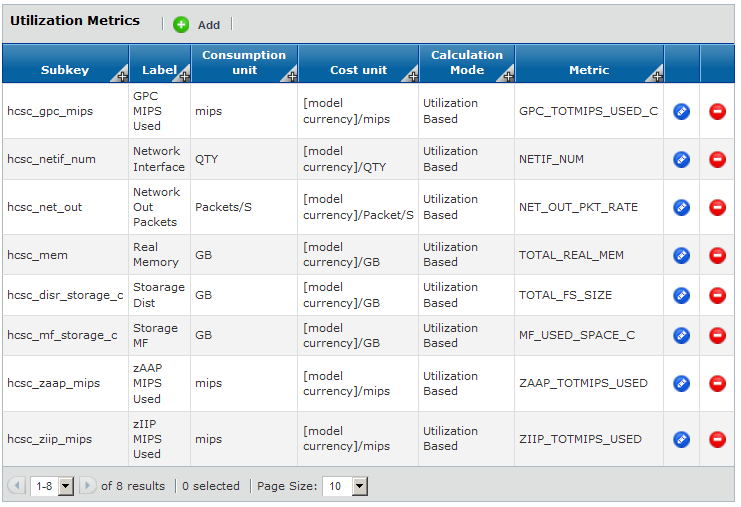 Utilization Metrics | Add
Subkey Label Consumption unit Cost unit Calculation Mode Metric
hcsc_gpc_mips GPC MIPS Used mips [model currency]/mips Utilization Based GPC_TOTMIPS_USED_C
hcsc_netif_num Network Interface QTY [model currency]/QTY Utilization Based NETIF_NUM
hcsc_net_out Network Out Packets Packets/S [model currency]/Packet/S Utilization Based NET_OUT_PKT_RATE
hcsc_mem Real Memory GB [model currency]/GB Utilization Based TOTAL_REAL_MEM
hcsc_disr_storage_c Stoarage Dist GB [model currency]/GB Utilization Based TOTAL_FS_SIZE
hcsc_mf_storage_c Storage MF GB [model currency]/GB Utilization Based MF_USED_SPACE_C
hcsc_zaap_mips zAAP MIPS Used mips [model currency]/mips Utilization Based ZAAP_TOTMIPS_USED
hcsc_ziip_mips zIIP MIPS Used mips [model currency]/mips Utilization Based ZIIP_TOTMIPS_USED
1-8 of 8 results | 0 selected | Page Size: 10